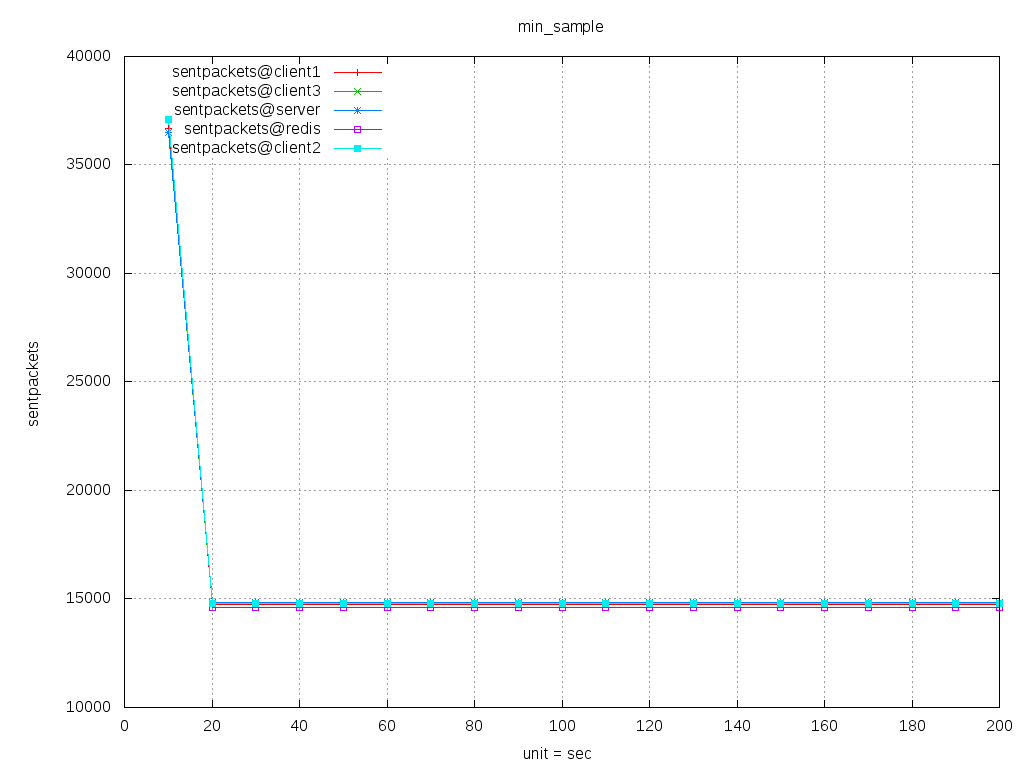 min_sample
40000
35000
30000
25000
20000
15000
10000
sentpackets
sentpackets@client1
sentpackets@client3
sentpackets@server
sentpackets@redis
sentpackets@client2
0 20 40 60 80 100 120 140 160 180 200
unit = sec